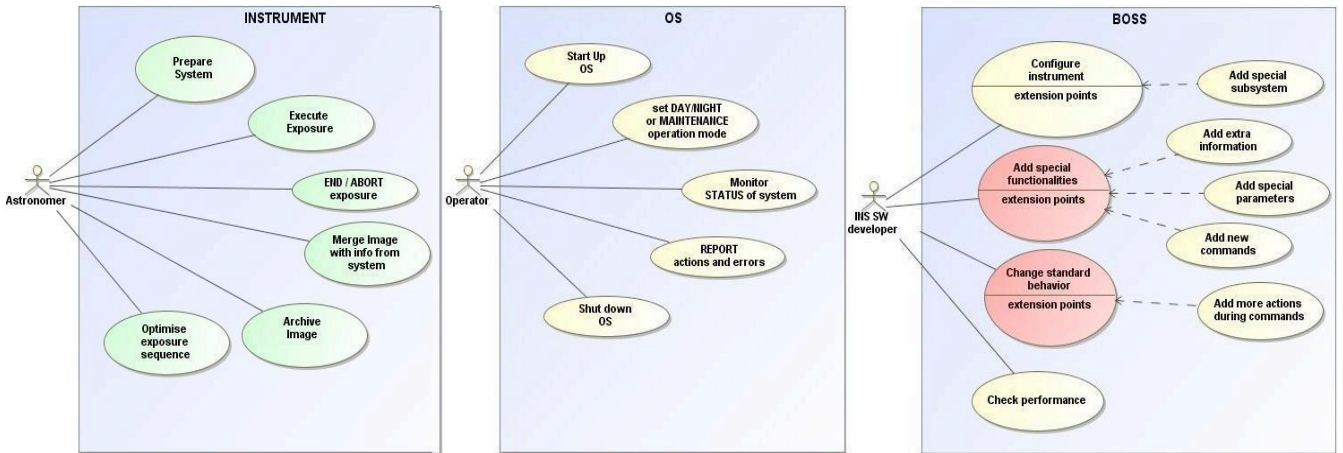 INSTRUMENT
Prepare
System
Execute
Exposure
END / ABORT
exposure
Astronomer
Merge Image
with info from
system
Archive
Image
Optimise
exposure
sequence
OS
Start Up
OS
set DAY/NIGHT
or MAINTENANCE
operation mode
Monitor
STATUS of system
Operator
REPORT
actions and errors
Shut down
OS
BOSS
Configure
instrument
extension points
Add special
subsystem
Add extra
information
Add special
functionalities
extension points
Add special
parameters
INS SW
developer
Add new
commands
Change standard
behavior
extension points
Add more actions
during commands
Check performance